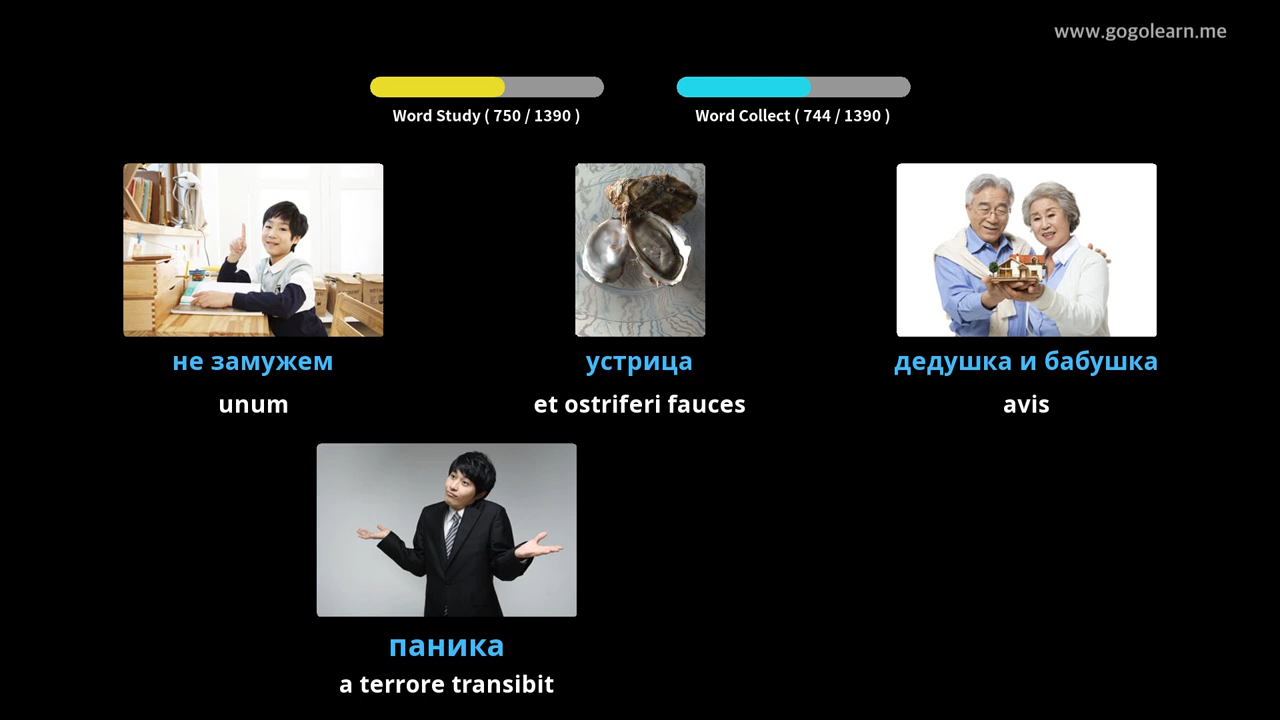 www.gogolearn.me
Word Study ( 750 / 1390 )
Word Collect ( 744 / 1390 )
не замужем
unum
устрица
et ostriferi fauces
дедушка и бабушка
avis
паника
a terrore transibit